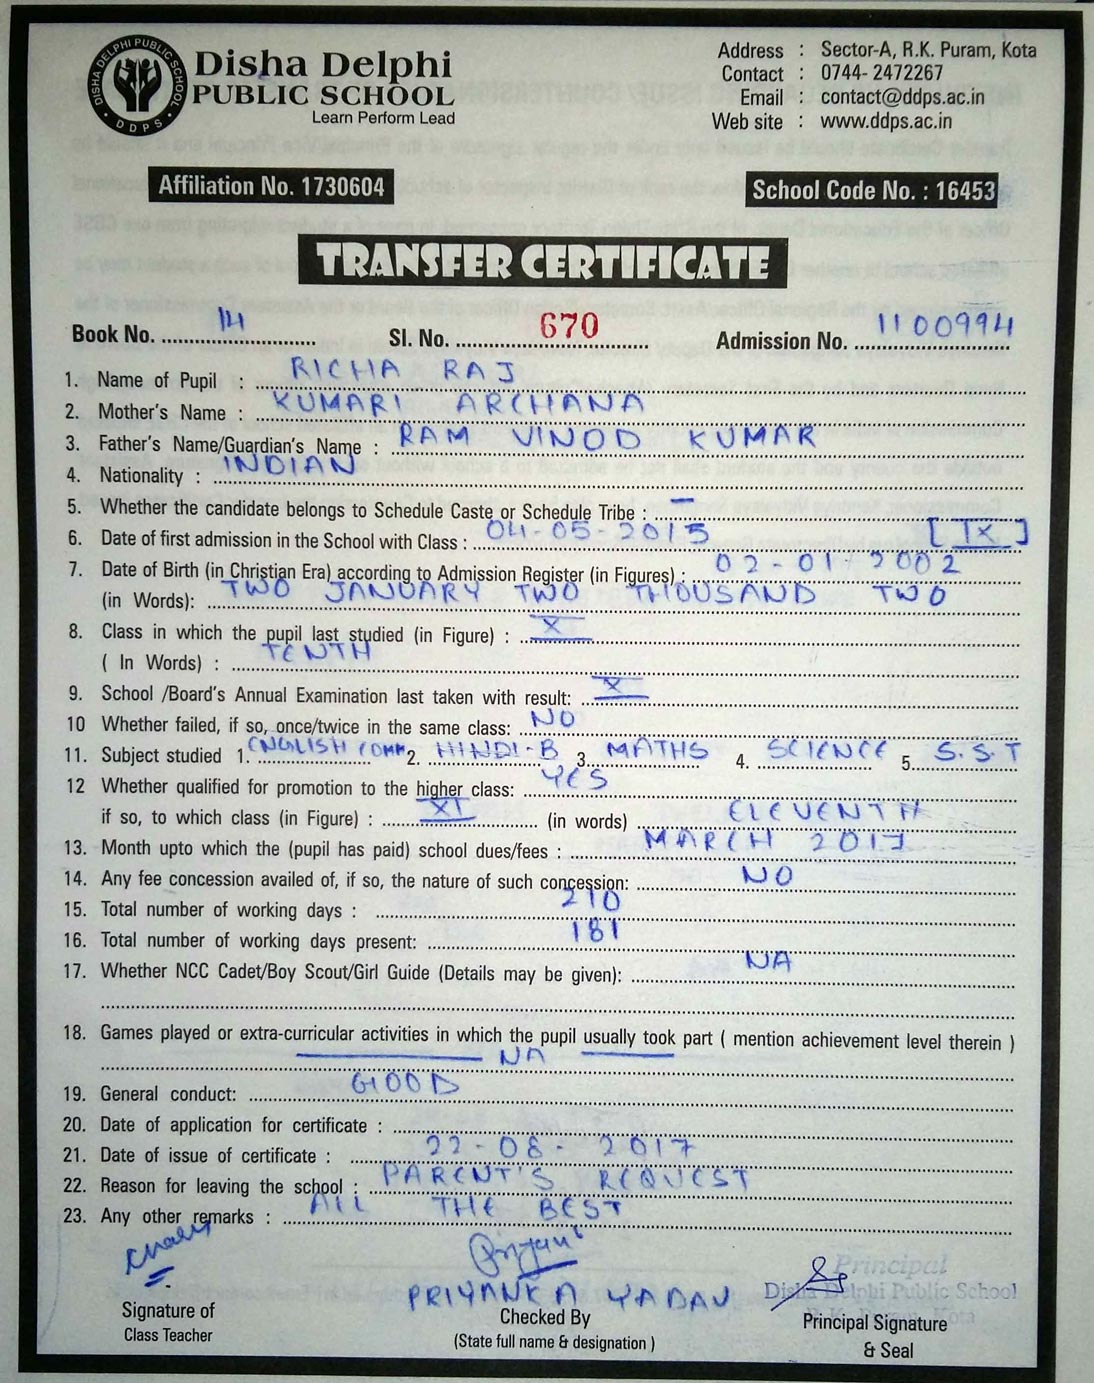 DISHA DELPHI PUBLIC SCHOOL
DDPS
Disha Delphi
PUBLIC SCHOOL
Learn Perform Lead
Address : Sector-A, R.K. Puram, Kota
Contact : 0744- 2472267
Email : contact@ddps.ac.in
Web site : www.ddps.ac.in
Affiliation No. 1730604
School Code No. : 16453
TRANSFER CERTIFICATE
Book No. 14 Sl. No. 670 Admission No. 1100994
1. Name of Pupil : RICHA RAJ
2. Mother's Name : KUMARI ARCHANA
3. Father's Name/Guardian's Name : RAM VINOD KUMAR
4. Nationality : INDIAN
5. Whether the candidate belongs to Schedule Caste or Schedule Tribe : –
6. Date of first admission in the School with Class : 04-05-2015 [IX]
7. Date of Birth (in Christian Era) according to Admission Register (in Figures) : 02-01-2002
(in Words): TWO JANUARY TWO THOUSAND TWO
8. Class in which the pupil last studied (in Figure) : X
( In Words) : TENTH
9. School /Board's Annual Examination last taken with result: X
10 Whether failed, if so, once/twice in the same class: NO
11. Subject studied 1. ENGLISH COMM 2. HINDI-B 3. MATHS 4. SCIENCE 5. S.S.T
12 Whether qualified for promotion to the higher class: YES
if so, to which class (in Figure) : XI (in words) ELEVENTH
13. Month upto which the (pupil has paid) school dues/fees : MARCH 2017
14. Any fee concession availed of, if so, the nature of such concession: NO
15. Total number of working days : 210
16. Total number of working days present: 181
17. Whether NCC Cadet/Boy Scout/Girl Guide (Details may be given): NA
18. Games played or extra-curricular activities in which the pupil usually took part ( mention achievement level therein )
NA
19. General conduct: GOOD
20. Date of application for certificate :
21. Date of issue of certificate : 22-08-2017
22. Reason for leaving the school : PARENT'S REQUEST
23. Any other remarks : ALL THE BEST
PRIYANKA YADAV
Principal
Disha Delphi Public School
R.K. Puram, Kota
Signature of
Class Teacher
Checked By
(State full name & designation )
Principal Signature
& Seal